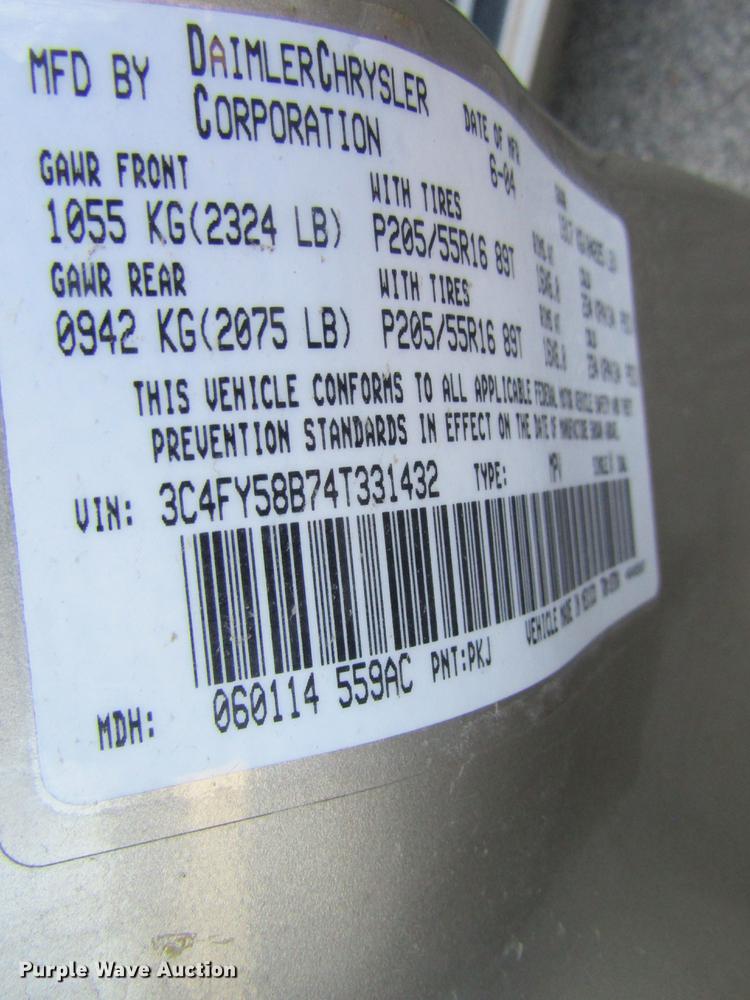 MFD BY DAIMLERCHRYSLER
CORPORATION
DATE OF MFR
6-04
GAWR FRONT
WITH TIRES
1055 KG(2324 LB)
P205/55R16 89T
GAWR REAR
WITH TIRES
0942 KG(2075 LB)
P205/55R16 89T
THIS VEHICLE CONFORMS TO ALL APPLICABLE FEDERAL MOTOR VEHICLE SAFETY AND THEFT
PREVENTION STANDARDS IN EFFECT ON THE DATE OF MANUFACTURE SHOWN ABOVE.
VIN: 3C4FY58B74T331432 TYPE: MPV
VEHICLE MADE IN MEXICO
MDH: 060114 559AC PNT:PKJ
Purple Wave Auction